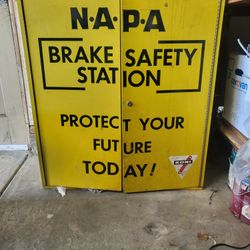 N·A·P·A
BRAKE SAFETY
STATION
PROTECT YOUR
FUTURE
TODAY!